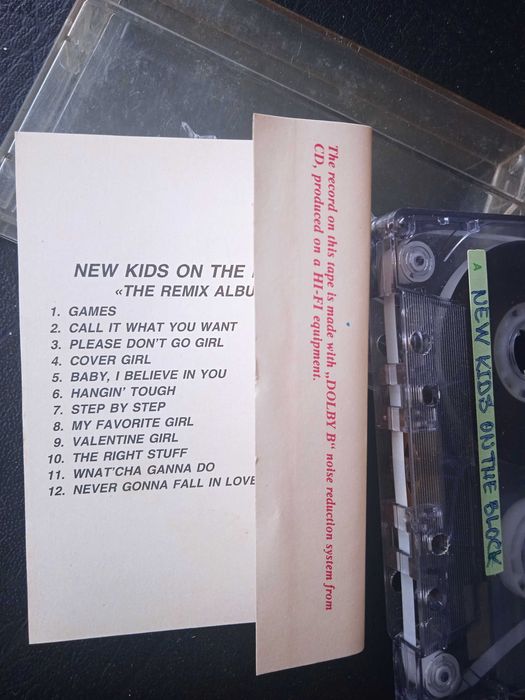 NEW KIDS ON THE
«THE REMIX ALBU
1. GAMES
2. CALL IT WHAT YOU WANT
3. PLEASE DON'T GO GIRL
4. COVER GIRL
5. BABY, I BELIEVE IN YOU
6. HANGIN' TOUGH
7. STEP BY STEP
8. MY FAVORITE GIRL
9. VALENTINE GIRL
10. THE RIGHT STUFF
11. WNAT'CHA GANNA DO
12. NEVER GONNA FALL IN LOVE
The record on this tape is made with „DOLBY B“ noise reduction system from
CD, produced on a HI-FI equipment.
A NEW KIDS ON THE BLOCK